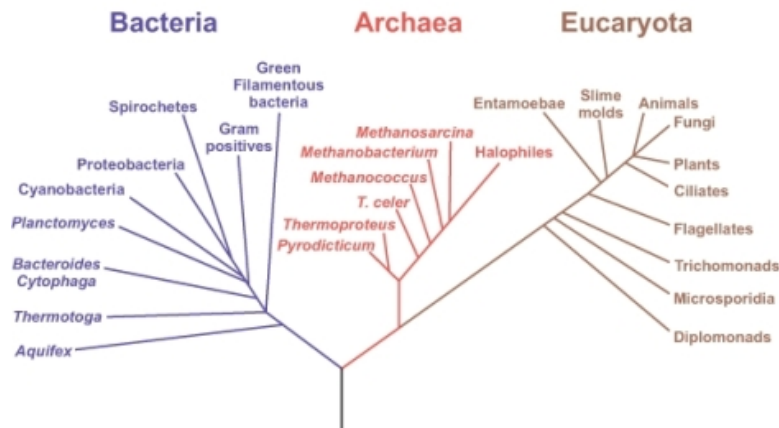 Bacteria
Archaea
Eucaryota
Green
Filamentous
bacteria
Spirochetes
Gram
positives
Proteobacteria
Cyanobacteria
Planctomyces
Bacteroides
Cytophaga
Thermotoga
Aquifex
Methanosarcina
Methanobacterium
Halophiles
Methanococcus
T. celer
Thermoproteus
Pyrodicticum
Entamoebae
Slime
molds
Animals
Fungi
Plants
Ciliates
Flagellates
Trichomonads
Microsporidia
Diplomonads